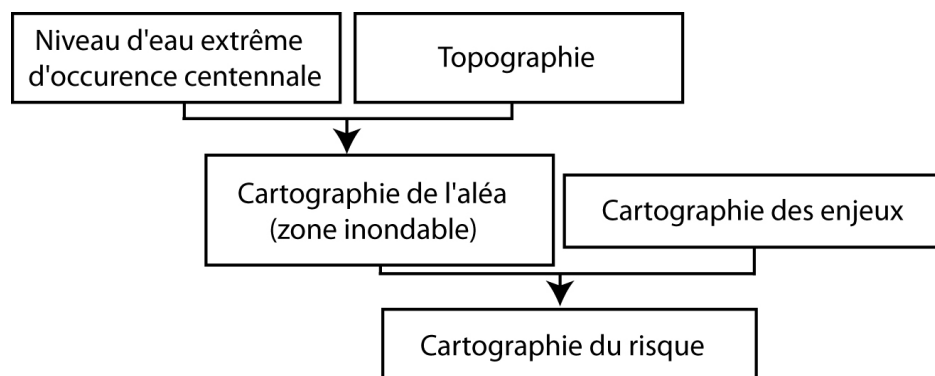 Niveau d'eau extrême
d'occurence centennale
Topographie
Cartographie de l'aléa
(zone inondable)
Cartographie des enjeux
Cartographie du risque